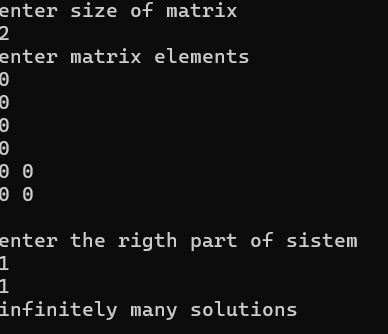 enter size of matrix
2
enter matrix elements
0
0
0
0
0 0
0 0
enter the rigth part of sistem
1
1
infinitely many solutions